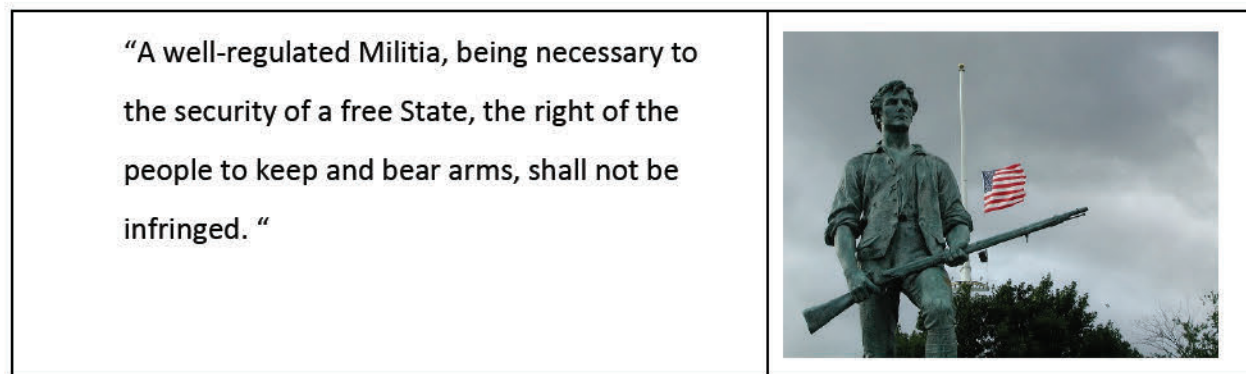 “A well-regulated Militia, being necessary to
the security of a free State, the right of the
people to keep and bear arms, shall not be
infringed. “